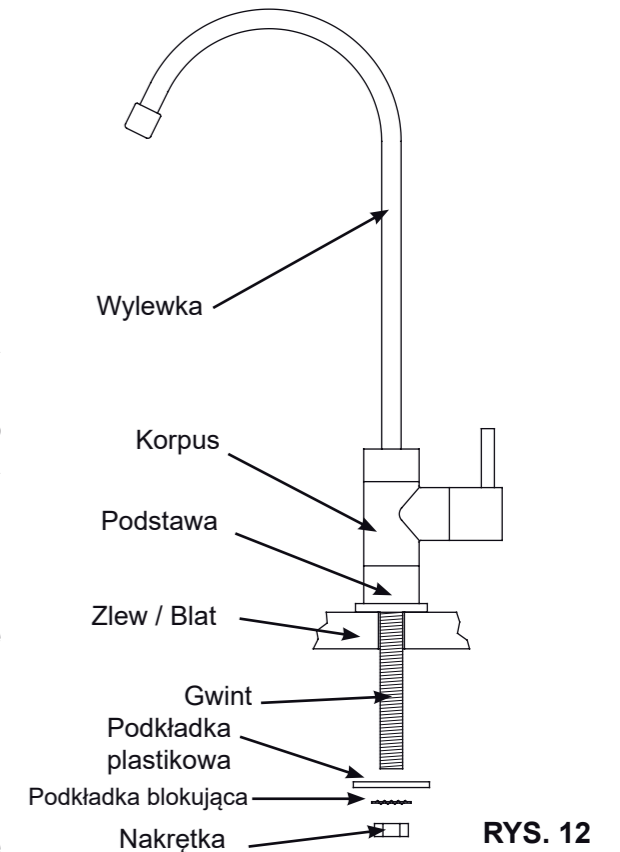 Wylewka
Korpus
Podstawa
Zlew / Blat
Gwint
Podkładka
plastikowa
Podkładka blokująca
Nakrętka
RYS. 12